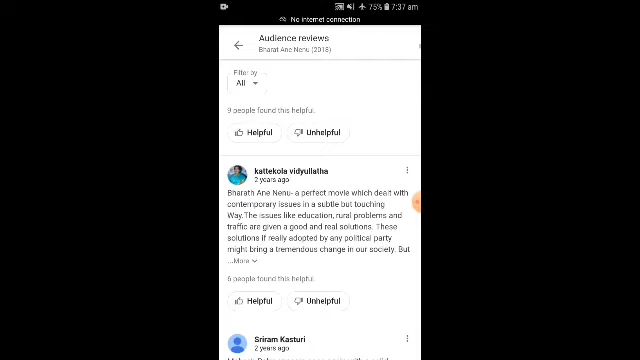 75% 7:37 am
No internet connection
Audience reviews
Bharat Ane Nenu (2018)
Filter by
All
9 people found this helpful.
Helpful Unhelpful
kattekola vidyullatha
2 years ago
Bharath Ane Nenu- a perfect movie which dealt with
contemporary issues in a subtle but touching
Way.The issues like education, rural problems and
traffic are given a good and real solutions. These
solutions if really adopted by any political party
might bring a tremendous change in our society. But
...More
6 people found this helpful.
Helpful Unhelpful
Sriram Kasturi
2 years ago